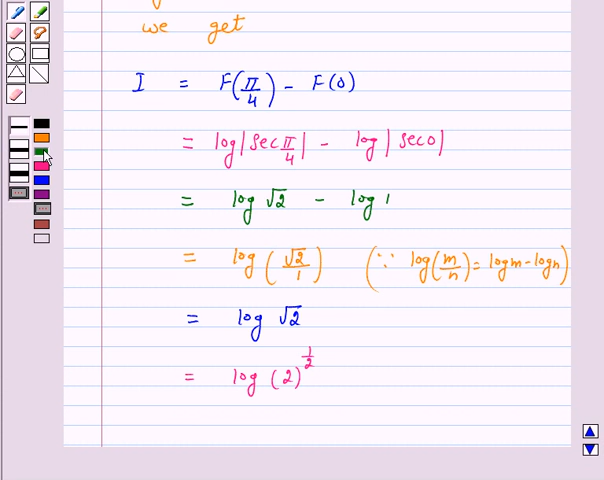 we get
I = F(π/4) - F(0)
= log|sec π/4| - log|sec 0|
= log √2 - log 1
= log(√2/1) (∵ log(m/n) = log m - log n)
= log √2
= log (2)^1/2